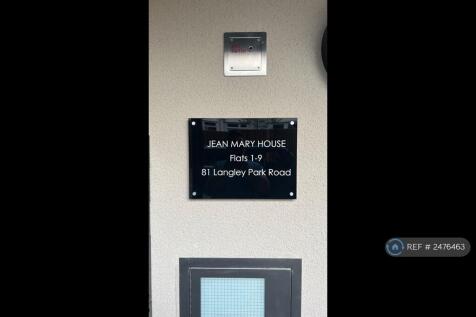 JEAN MARY HOUSE
Flats 1-9
81 Langley Park Road
REF # 2476463